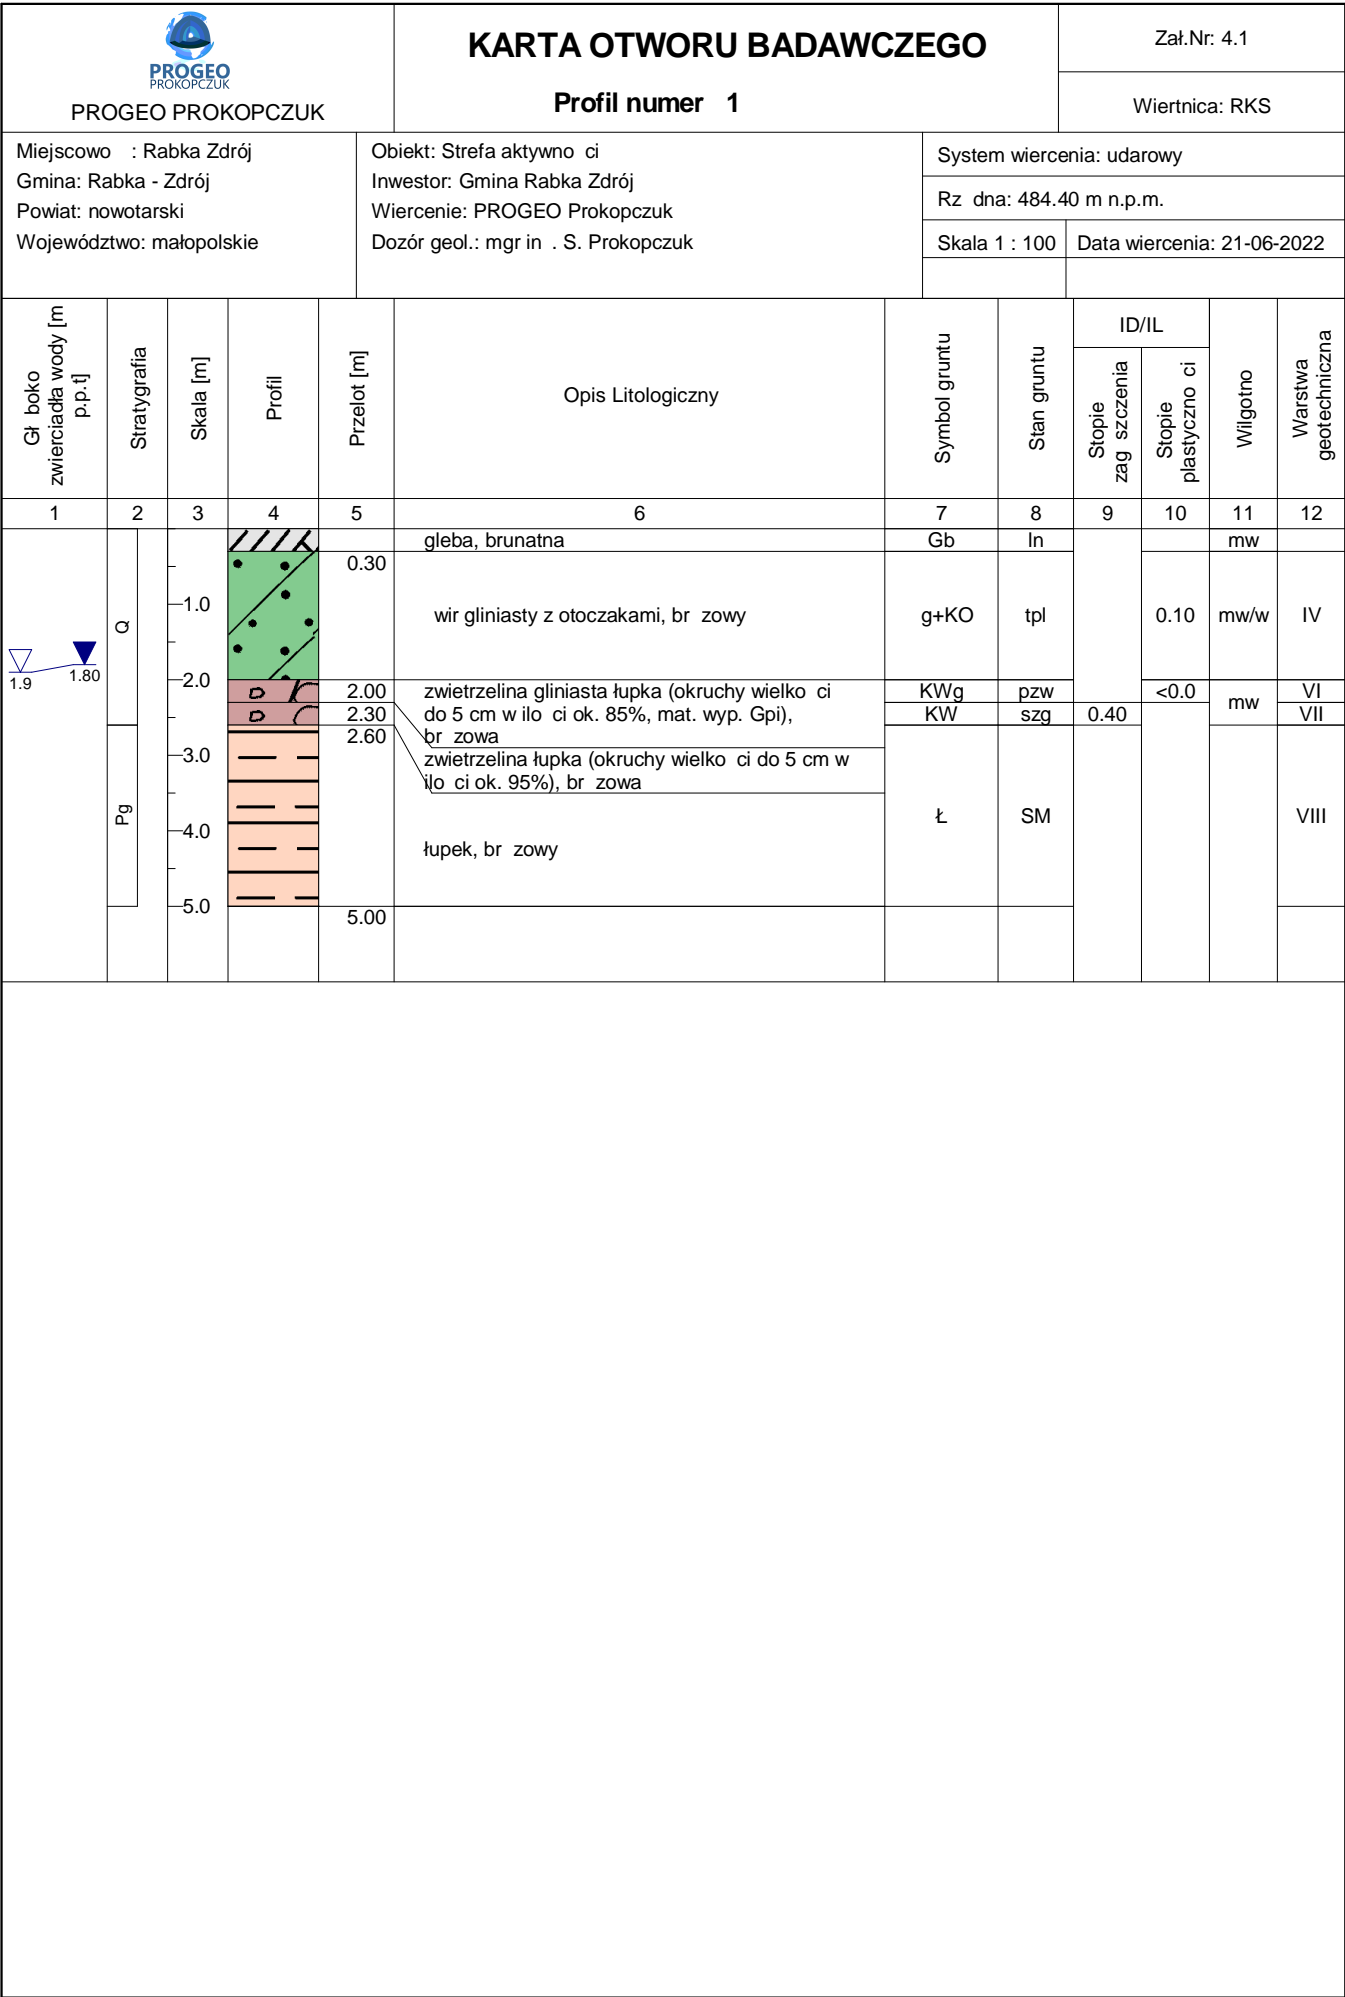 PROGEO
PROKOPCZUK
PROGEO PROKOPCZUK
KARTA OTWORU BADAWCZEGO
Profil numer 1
Zał.Nr: 4.1
Wiertnica: RKS
Miejscowo : Rabka Zdrój
Gmina: Rabka - Zdrój
Powiat: nowotarski
Województwo: małopolskie
Obiekt: Strefa aktywno ci
Inwestor: Gmina Rabka Zdrój
Wiercenie: PROGEO Prokopczuk
Dozór geol.: mgr in . S. Prokopczuk
System wiercenia: udarowy
Rz dna: 484.40 m n.p.m.
Skala 1 : 100
Data wiercenia: 21-06-2022
Gł boko
zwierciadła wody [m
p.p.t]
Stratygrafia
Skala [m]
Profil
Przelot [m]
Opis Litologiczny
Symbol gruntu
Stan gruntu
ID/IL
Stopie
zag szczenia
Stopie
plastyczno ci
Wilgotno
Warstwa
geotechniczna
1 2 3 4 5 6 7 8 9 10 11 12
gleba, brunatna Gb ln mw
0.30
1.0
Q
wir gliniasty z otoczakami, br zowy g+KO tpl 0.10 mw/w IV
1.9 1.80
2.0
2.00 zwietrzelina gliniasta łupka (okruchy wielko ci KWg pzw <0.0 mw VI
2.30 do 5 cm w ilo ci ok. 85%, mat. wyp. Gpi), KW szg 0.40 VII
2.60 br zowa
3.0 zwietrzelina łupka (okruchy wielko ci do 5 cm w
ilo ci ok. 95%), br zowa
Pg Ł SM VIII
4.0
łupek, br zowy
5.0
5.00